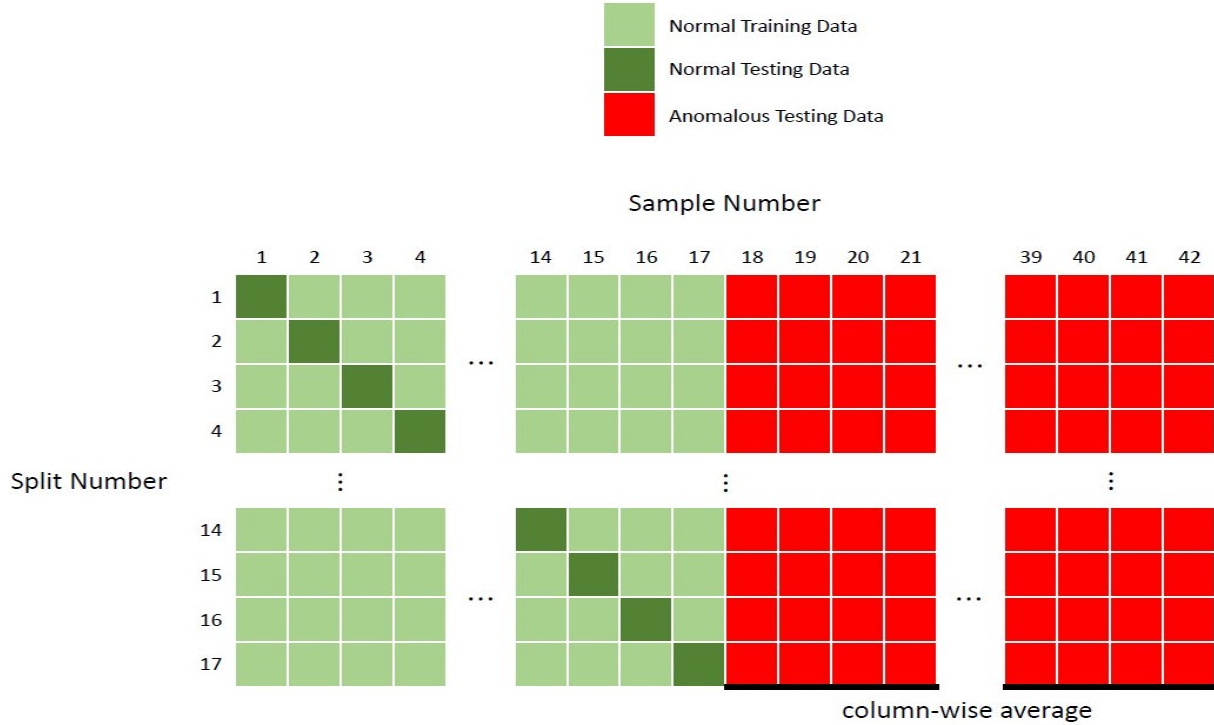 Normal Training Data
Normal Testing Data
Anomalous Testing Data
Sample Number
1 2 3 4 14 15 16 17 18 19 20 21 39 40 41 42
1
2
... ...
3
4
Split Number ⋮ ⋮ ⋮
14
15
... ...
16
17
column-wise average